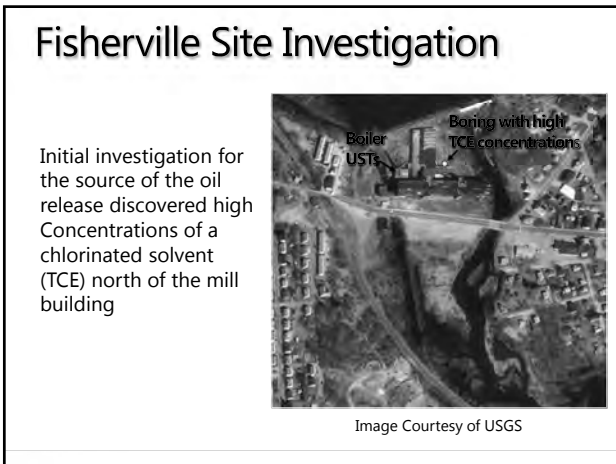 Fisherville Site Investigation
Initial investigation for
the source of the oil
release discovered high
Concentrations of a
chlorinated solvent
(TCE) north of the mill
building
Boiler
USTs
Boring with high
TCE concentrations
Image Courtesy of USGS